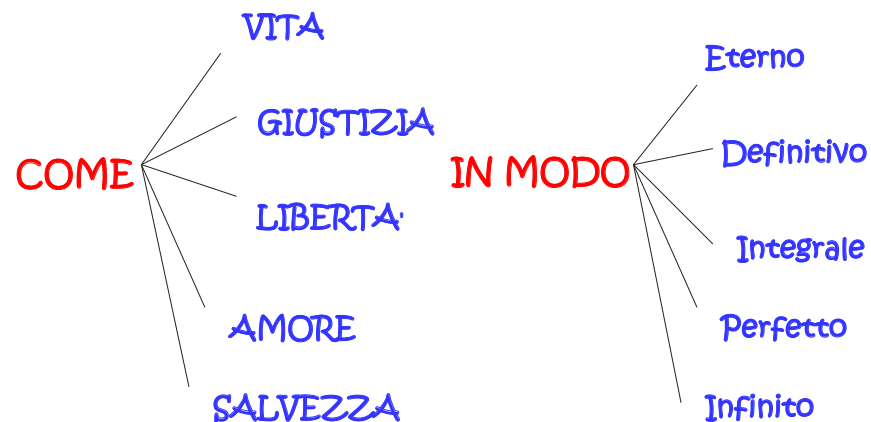 COME
VITA
GIUSTIZIA
LIBERTA'
AMORE
SALVEZZA
IN MODO
Eterno
Definitivo
Integrale
Perfetto
Infinito